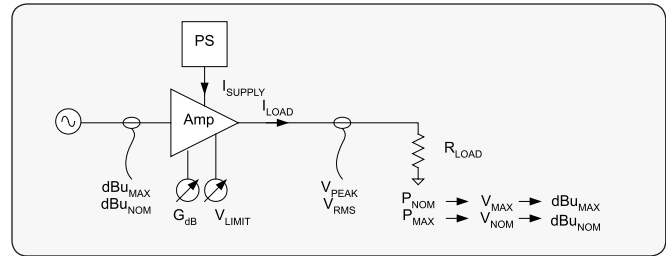 PS
I_SUPPLY
I_LOAD
Amp
R_LOAD
dBu_MAX
dBu_NOM
G_dB
V_LIMIT
V_PEAK
V_RMS
P_NOM → V_MAX → dBu_MAX
P_MAX → V_NOM → dBu_NOM